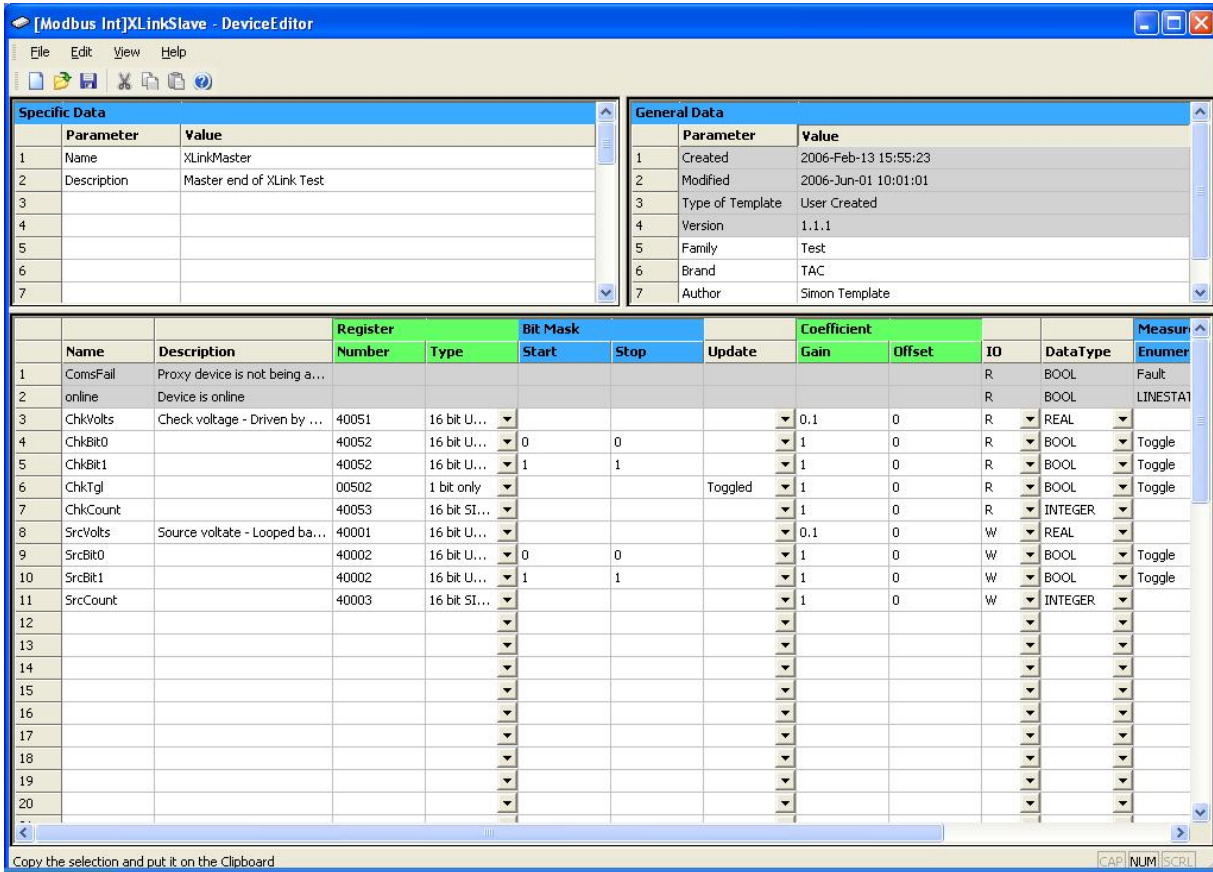 [Modbus Int]XLinkSlave - DeviceEditor
File Edit View Help
Specific Data
Parameter Value
1 Name XLinkMaster
2 Description Master end of XLink Test
3
4
5
6
7
General Data
Parameter Value
1 Created 2006-Feb-13 15:55:23
2 Modified 2006-Jun-01 10:01:01
3 Type of Template User Created
4 Version 1.1.1
5 Family Test
6 Brand TAC
7 Author Simon Template
Register Bit Mask Coefficient Measur
Name Description Number Type Start Stop Update Gain Offset IO DataType Enumer
1 ComsFail Proxy device is not being a... R BOOL Fault
2 online Device is online R BOOL LINESTAT
3 ChkVolts Check voltage - Driven by ... 40051 16 bit U... 0.1 0 R REAL
4 ChkBit0 40052 16 bit U... 0 0 1 0 R BOOL Toggle
5 ChkBit1 40052 16 bit U... 1 1 1 0 R BOOL Toggle
6 ChkTgl 00502 1 bit only Toggled 1 0 R BOOL Toggle
7 ChkCount 40053 16 bit SI... 1 0 R INTEGER
8 SrcVolts Source voltate - Looped ba... 40001 16 bit U... 0.1 0 W REAL
9 SrcBit0 40002 16 bit U... 0 0 1 0 W BOOL Toggle
10 SrcBit1 40002 16 bit U... 1 1 1 0 W BOOL Toggle
11 SrcCount 40003 16 bit SI... 1 0 W INTEGER
12
13
14
15
16
17
18
19
20
Copy the selection and put it on the Clipboard CAP NUM SCRL